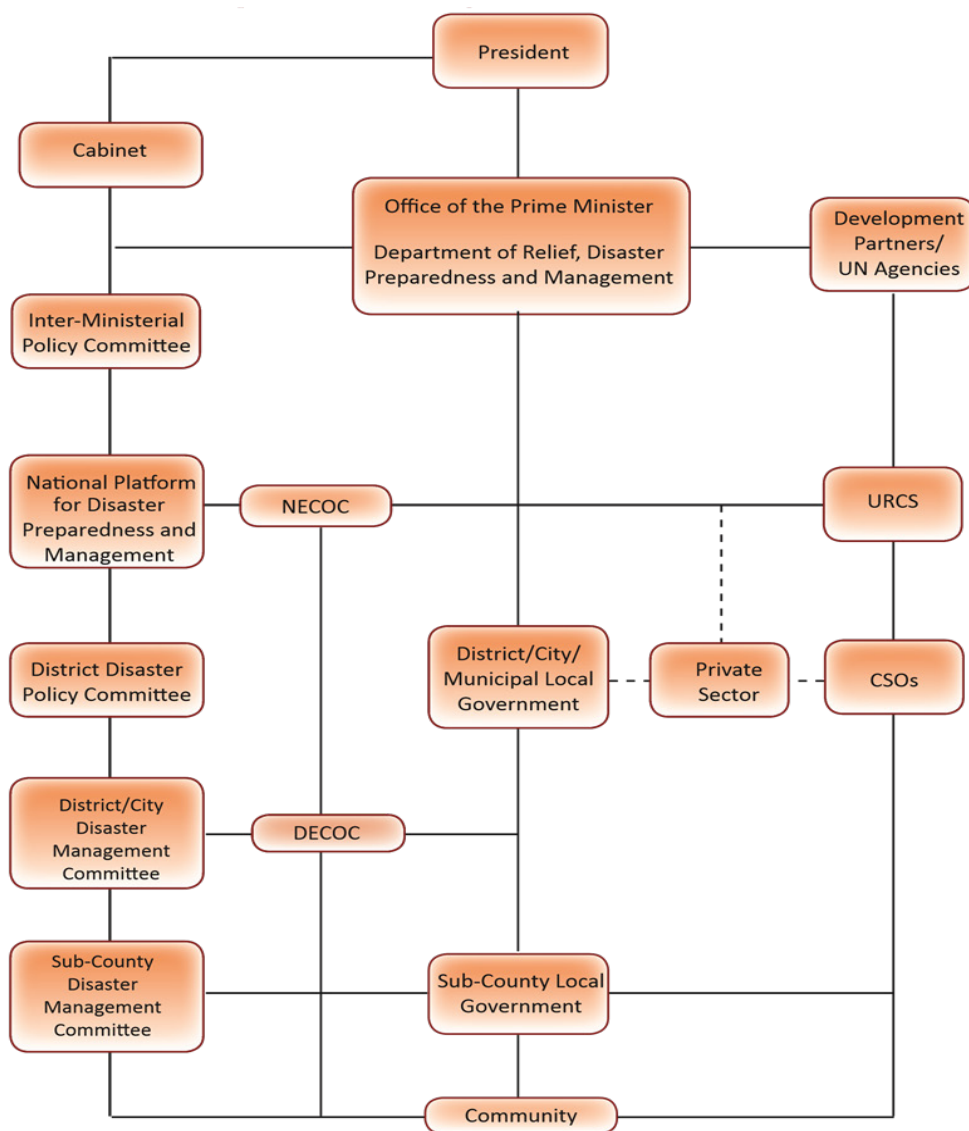 President
Cabinet
Office of the Prime Minister
Department of Relief, Disaster
Preparedness and Management
Development
Partners/
UN Agencies
Inter-Ministerial
Policy Committee
National Platform
for Disaster
Preparedness and
Management
NECOC
URCS
District Disaster
Policy Committee
District/City/
Municipal Local
Government
Private
Sector
CSOs
District/City
Disaster
Management
Committee
DECOC
Sub-County
Disaster
Management
Committee
Sub-County Local
Government
Community